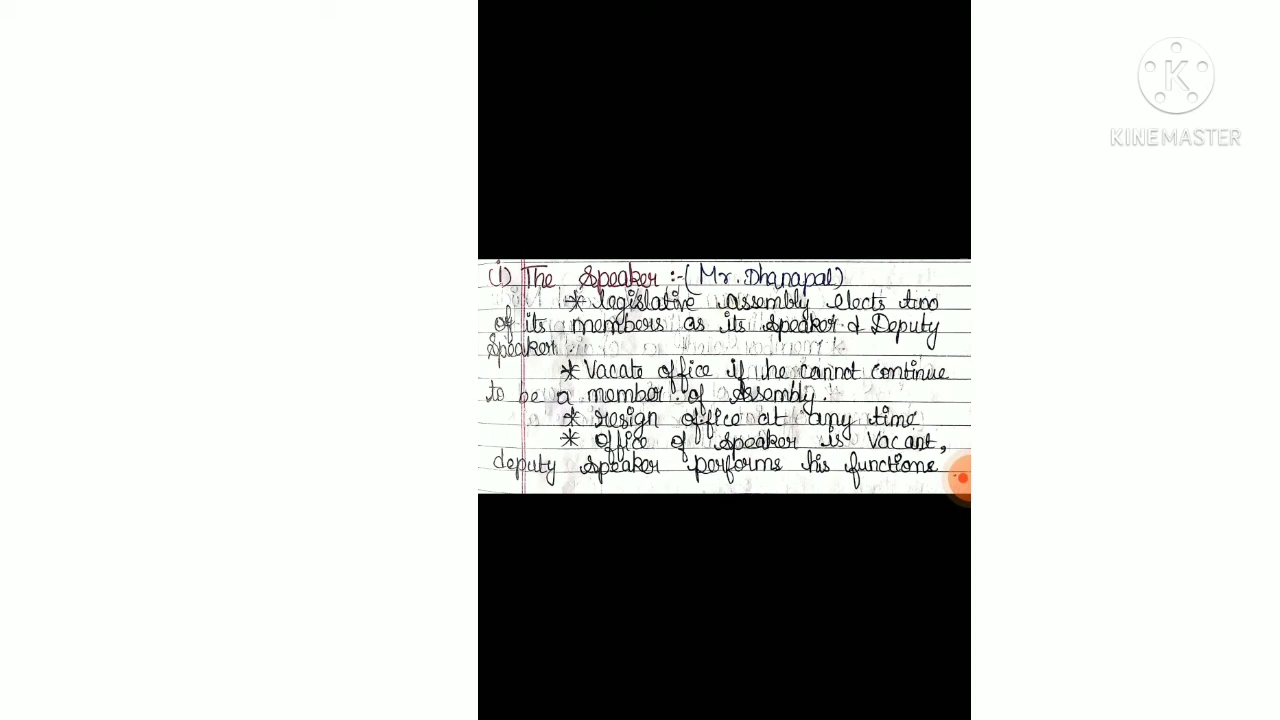 (i) The Speaker :- (Mr. Dhanapal)
* legislative assembly elects two
of its members as its Speaker & Deputy
Speaker.
* Vacate office if he cannot continue
to be a member of Assembly.
* resign office at any time
* office of Speaker is Vacant,
deputy speaker performs his functions
K
KINEMASTER